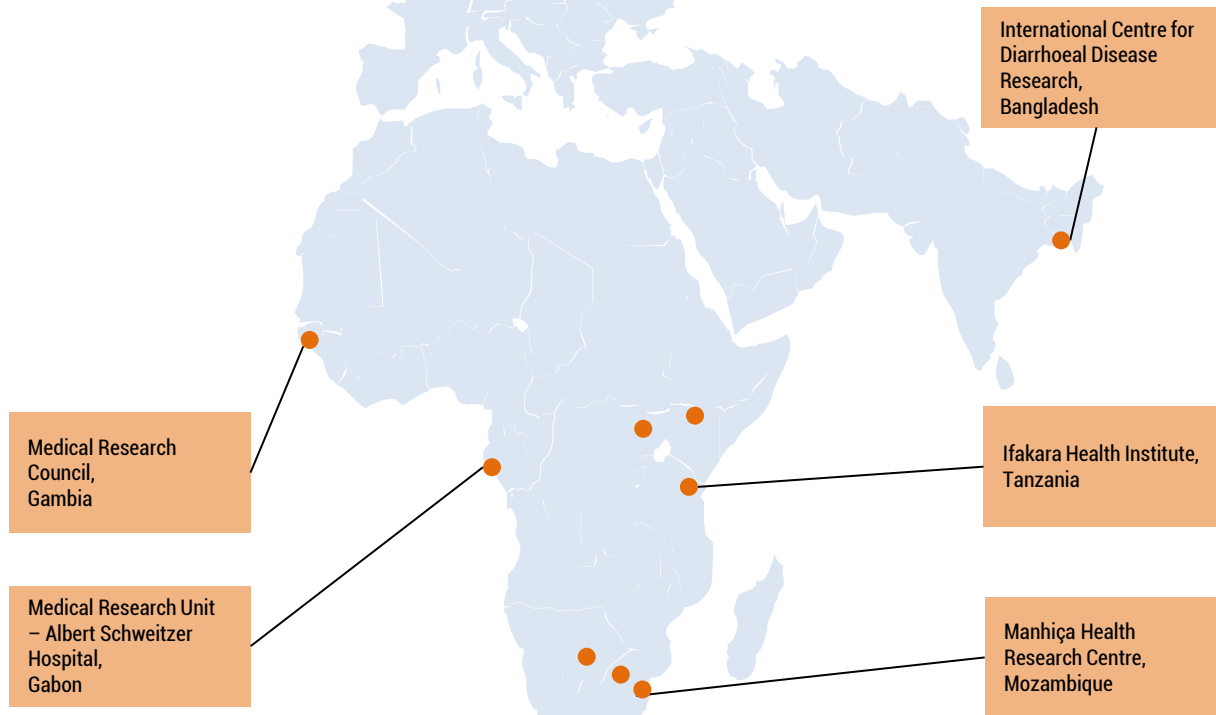 International Centre for
Diarrhoeal Disease
Research,
Bangladesh
Medical Research
Council,
Gambia
Ifakara Health Institute,
Tanzania
Medical Research Unit
– Albert Schweitzer
Hospital,
Gabon
Manhiça Health
Research Centre,
Mozambique